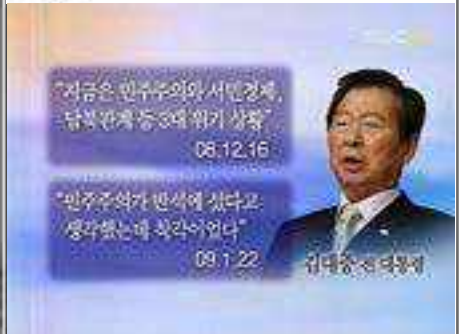 "지금은 민주주의와 서민경제,
남북관계 등 3대 위기 상황"
08.12.16
"민주주의가 반석에 섰다고
생각했는데 착각이었다"
09.1.22
김대중 전 대통령